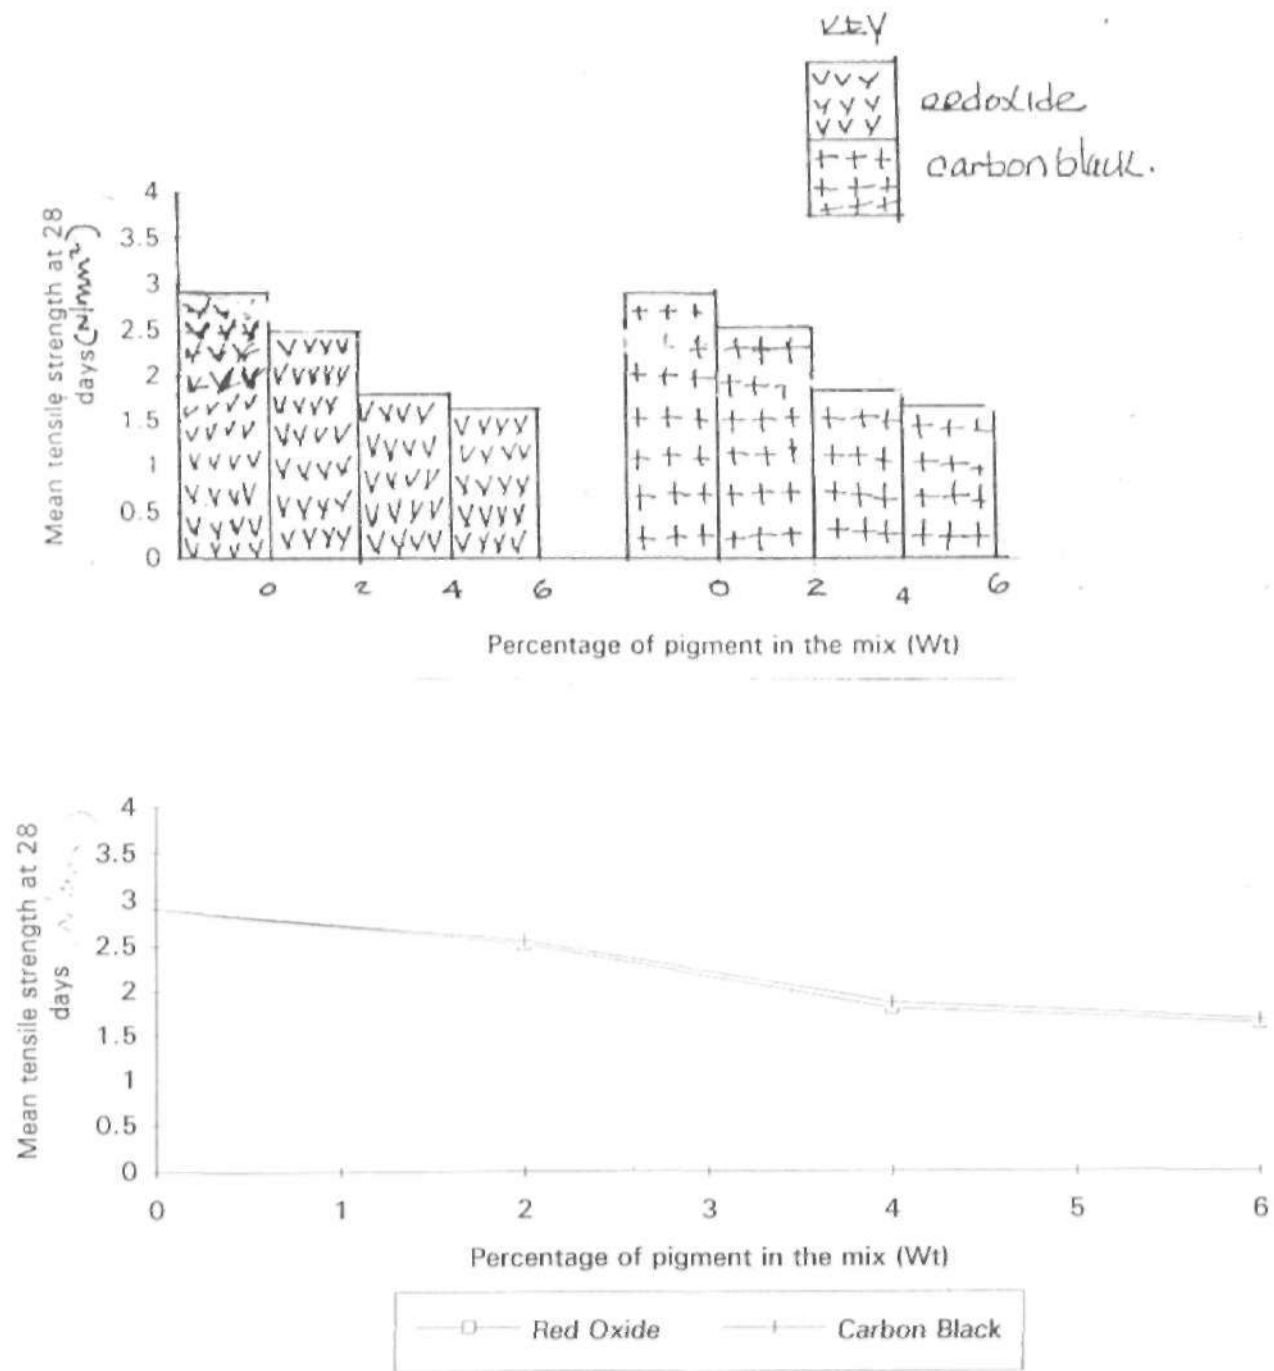 KEY
redoxide
carbon black.
4
3.5
3
2.5
2
1.5
1
0.5
0
Mean tensile strength at 28
days (N/mm²)
0 2 4 6 0 2 4 6
Percentage of pigment in the mix (Wt)
4
3.5
3
2.5
2
1.5
1
0.5
0
Mean tensile strength at 28
days
0 1 2 3 4 5 6
Percentage of pigment in the mix (Wt)
Red Oxide Carbon Black